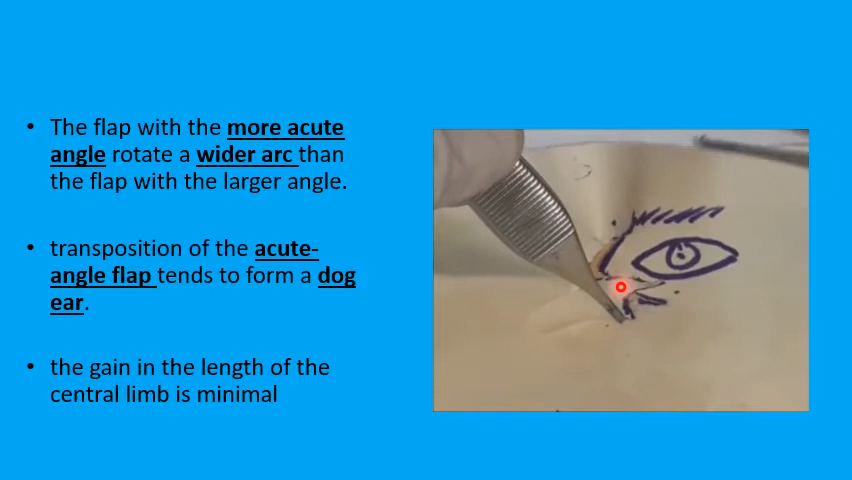 • The flap with the more acute
angle rotate a wider arc than
the flap with the larger angle.
• transposition of the acute-
angle flap tends to form a dog
ear.
• the gain in the length of the
central limb is minimal